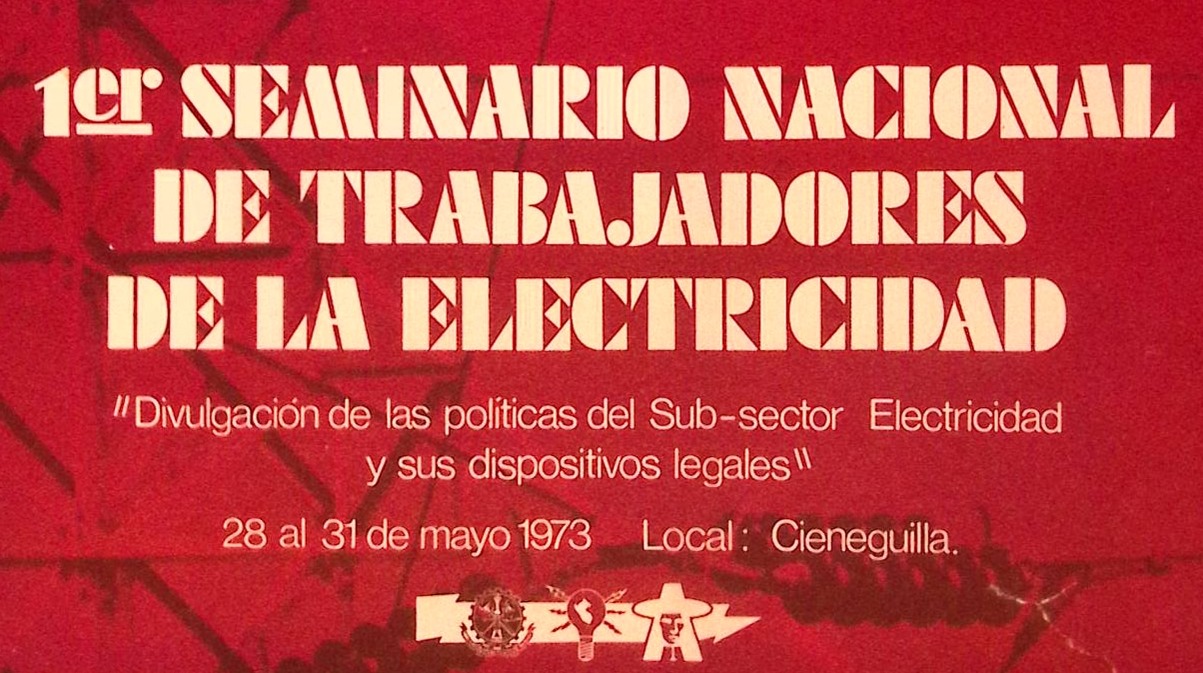 1er SEMINARIO NACIONAL
DE TRABAJADORES
DE LA ELECTRICIDAD
"Divulgación de las políticas del Sub-sector Electricidad
y sus dispositivos legales"
28 al 31 de mayo 1973 Local: Cieneguilla.